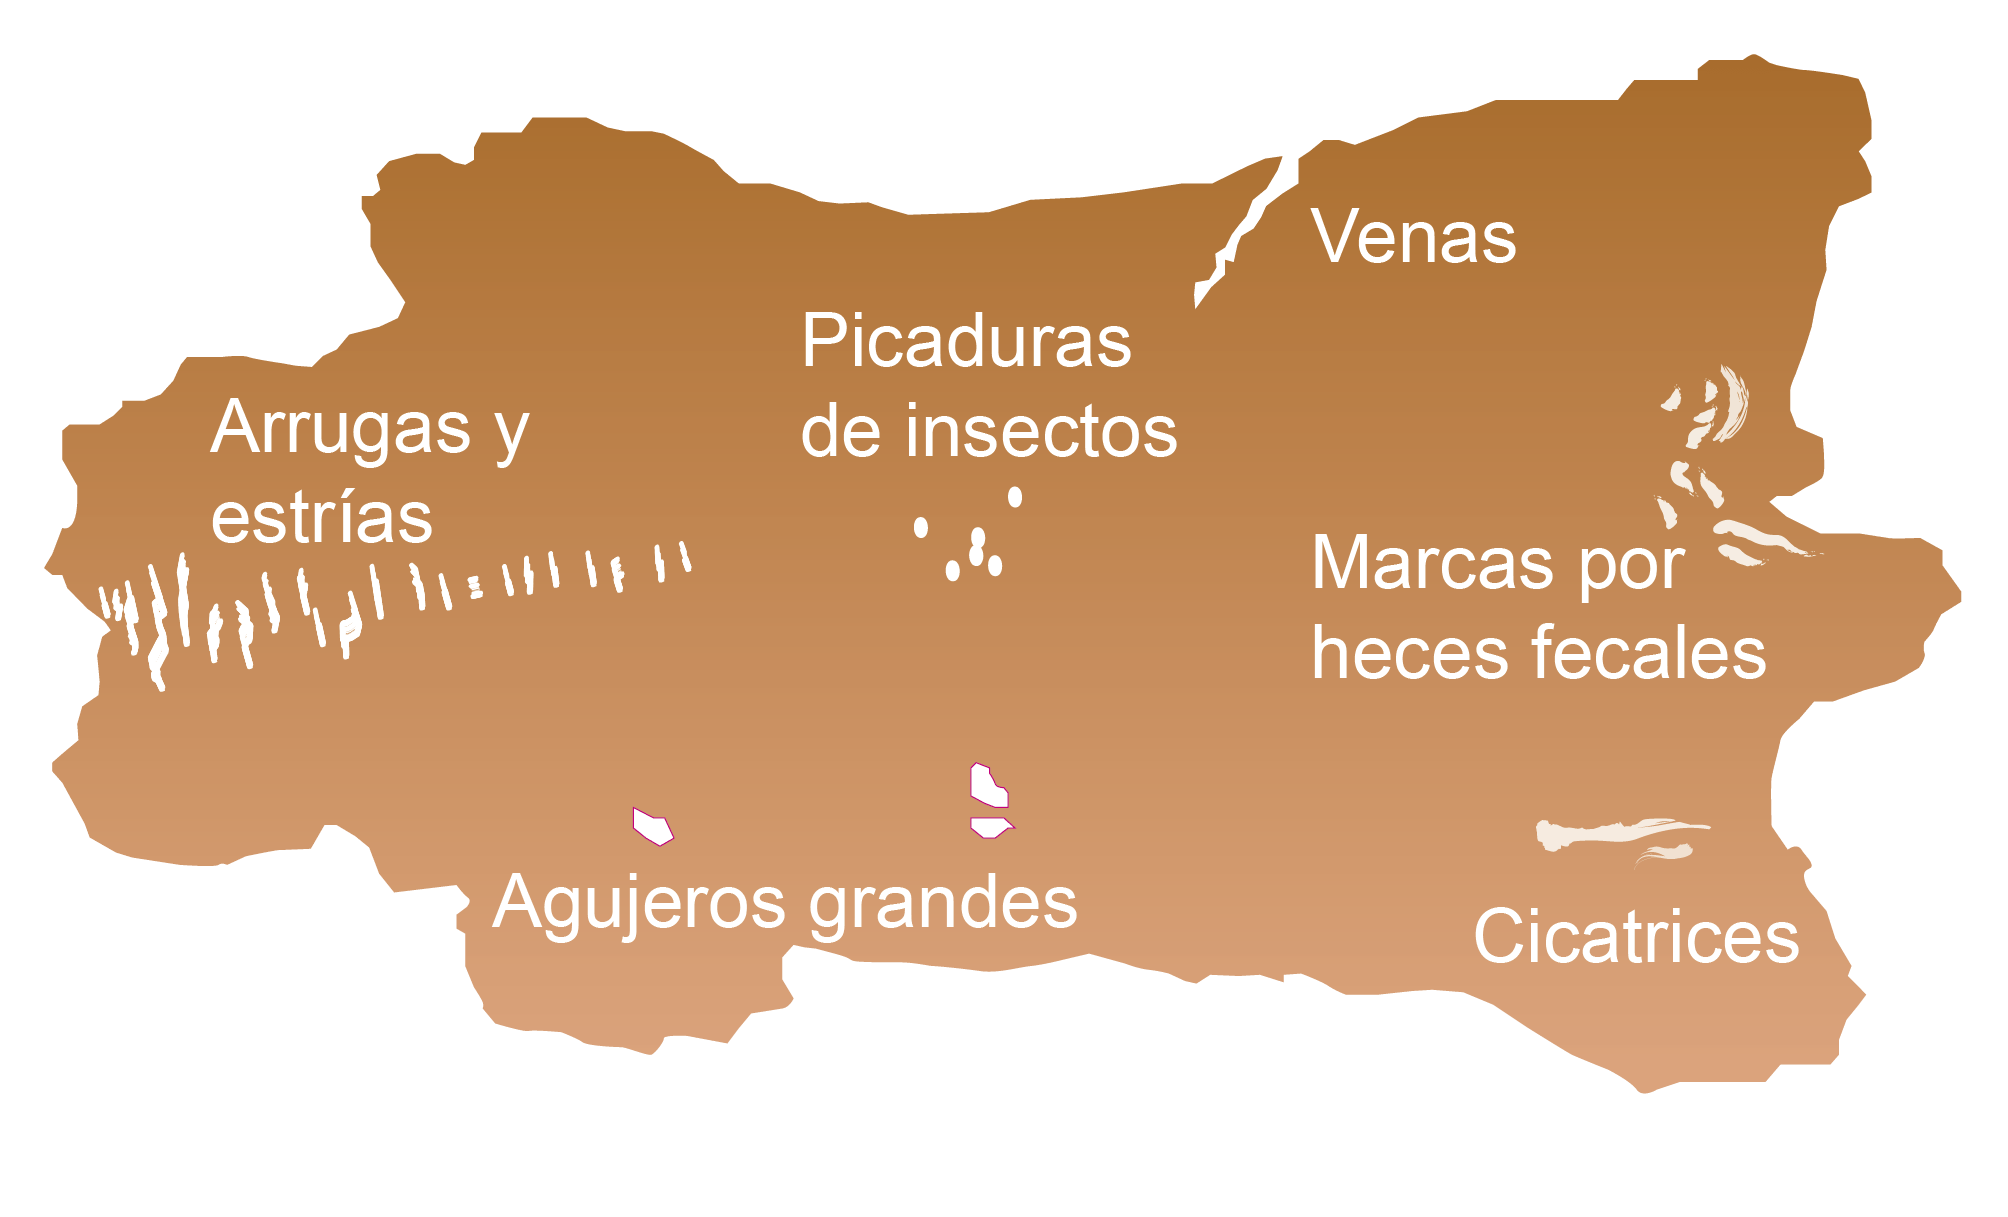 Venas
Picaduras
de insectos
Arrugas y
estrías
Marcas por
heces fecales
Agujeros grandes
Cicatrices